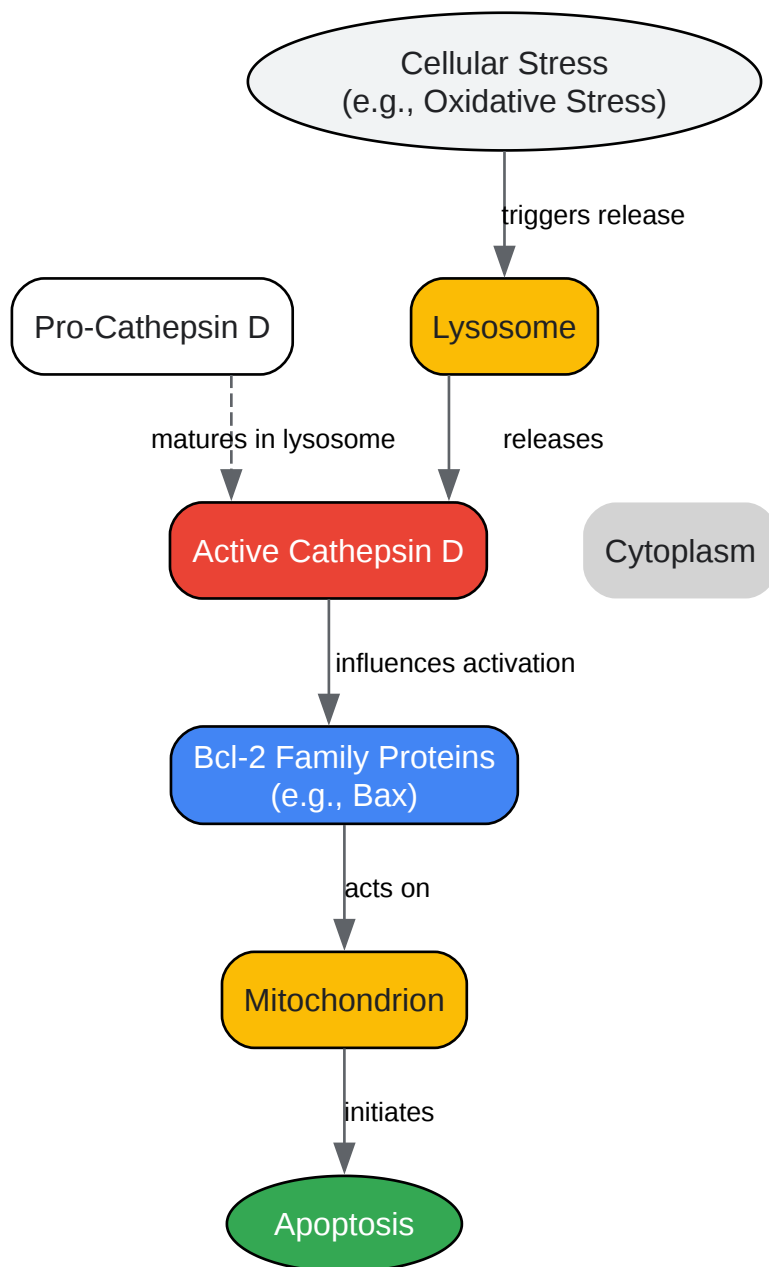 Cellular Stress
(e.g., Oxidative Stress)
triggers release
Pro-Cathepsin D
Lysosome
matures in lysosome
releases
Active Cathepsin D
Cytoplasm
influences activation
Bcl-2 Family Proteins
(e.g., Bax)
acts on
Mitochondrion
initiates
Apoptosis